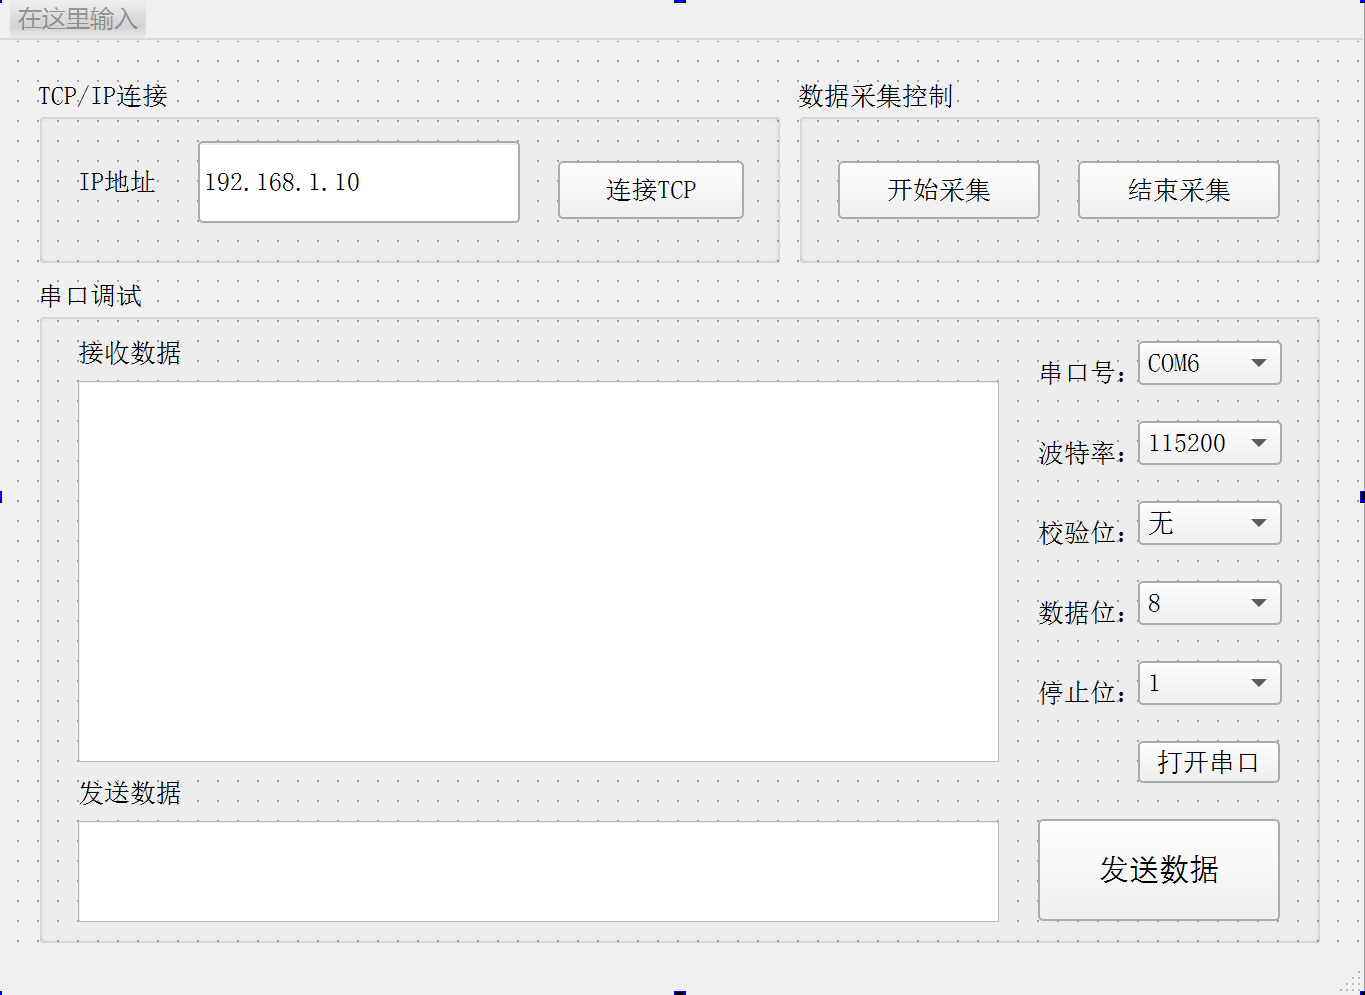 在这里输入
TCP/IP连接
数据采集控制
IP地址
192.168.1.10
连接TCP
开始采集
结束采集
串口调试
接收数据
串口号:
COM6
波特率:
115200
校验位:
无
数据位:
8
停止位:
1
打开串口
发送数据
发送数据